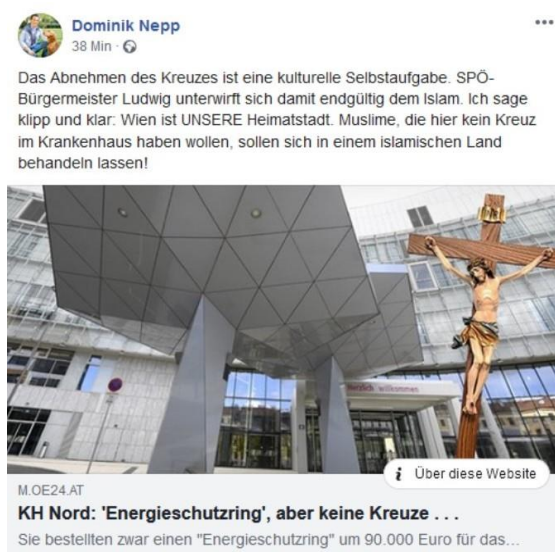 Dominik Nepp
38 Min ·
Das Abnehmen des Kreuzes ist eine kulturelle Selbstaufgabe. SPÖ-
Bürgermeister Ludwig unterwirft sich damit endgültig dem Islam. Ich sage
klipp und klar: Wien ist UNSERE Heimatstadt. Muslime, die hier kein Kreuz
im Krankenhaus haben wollen, sollen sich in einem islamischen Land
behandeln lassen!
Herzlich willkommen
i Über diese Website
M.OE24.AT
KH Nord: 'Energieschutzring', aber keine Kreuze . . .
Sie bestellten zwar einen "Energieschutzring" um 90.000 Euro für das...